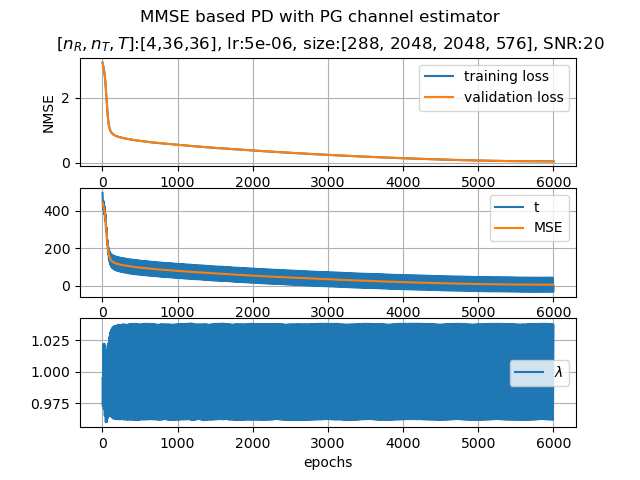 MMSE based PD with PG channel estimator
[n_R, n_T, T]:[4,36,36], lr:5e-06, size:[288, 2048, 2048, 576], SNR:20
NMSE
2
0
training loss
validation loss
0 1000 2000 3000 4000 5000 6000
400
200
0
t
MSE
0 1000 2000 3000 4000 5000 6000
1.025
1.000
0.975
λ
0 1000 2000 3000 4000 5000 6000
epochs